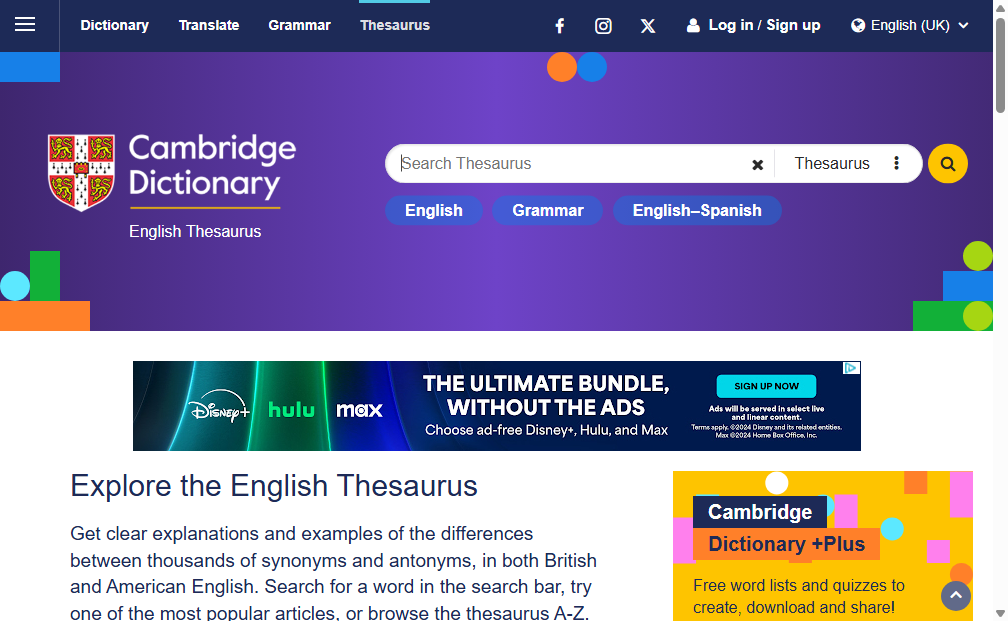 Dictionary Translate Grammar Thesaurus Log in / Sign up English (UK)
Cambridge
Dictionary
English Thesaurus
Search Thesaurus Thesaurus
English Grammar English–Spanish
Disney+ hulu max
THE ULTIMATE BUNDLE,
WITHOUT THE ADS
Choose ad-free Disney+, Hulu, and Max
SIGN UP NOW
Ads will be served in select live
and linear content.
Terms apply. ©2024 Disney and its related entities.
Max ©2024 Home Box Office, Inc.
Explore the English Thesaurus
Get clear explanations and examples of the differences
between thousands of synonyms and antonyms, in both British
and American English. Search for a word in the search bar, try
one of the most popular articles, or browse the thesaurus A-Z.
Cambridge
Dictionary +Plus
Free word lists and quizzes to
create, download and share!